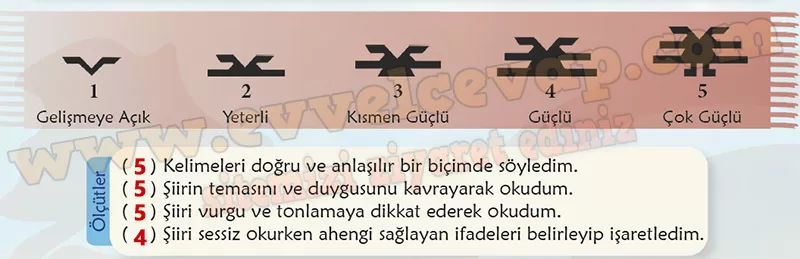 1 2 3 4 5
Gelişmeye Açık Yeterli Kısmen Güçlü Güçlü Çok Güçlü
www.evvelcevap.com
sitemizi ziyaret ediniz
Ölçütler
( 5 ) Kelimeleri doğru ve anlaşılır bir biçimde söyledim.
( 5 ) Şiirin temasını ve duygusunu kavrayarak okudum.
( 5 ) Şiiri vurgu ve tonlamaya dikkat ederek okudum.
( 4 ) Şiiri sessiz okurken ahengi sağlayan ifadeleri belirleyip işaretledim.